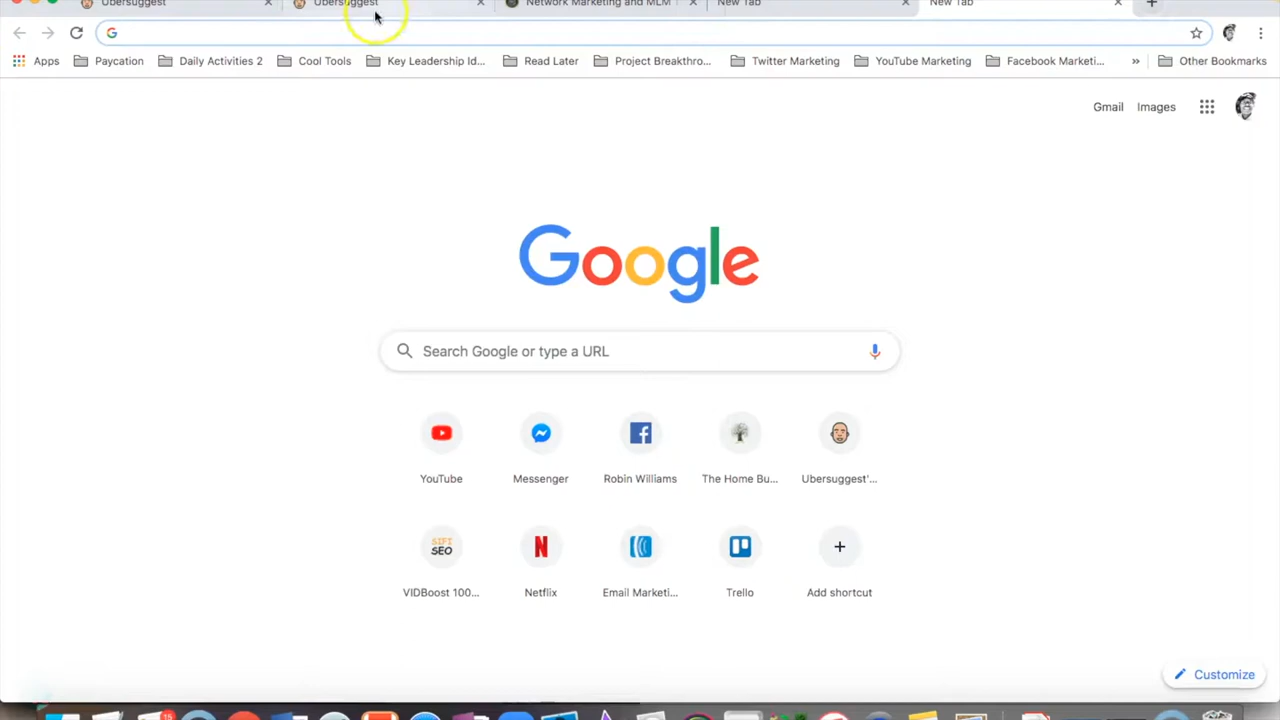 Ubersuggest Ubersuggest Network Marketing and MLM New Tab New Tab
Apps Paycation Daily Activities 2 Cool Tools Key Leadership Id... Read Later Project Breakthro... Twitter Marketing YouTube Marketing Facebook Marketi... » Other Bookmarks
Gmail Images
Google
Search Google or type a URL
YouTube Messenger Robin Williams The Home Bu... Ubersuggest'...
SIFI
SEO
VIDBoost 100... Netflix Email Marketi... Trello Add shortcut
Customize
15